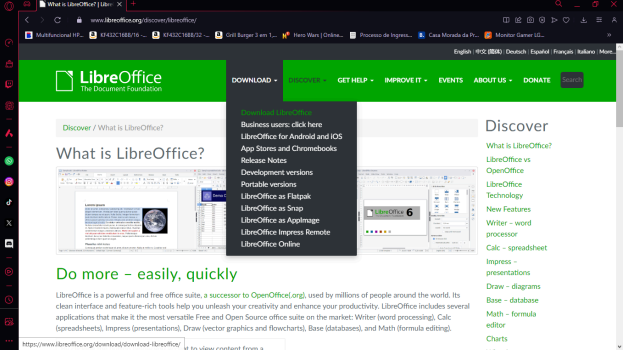 What is LibreOffice? | Libre
www.libreoffice.org/discover/libreoffice/
Multifuncional HP...
KF432C16BB/16 -...
KF432C16BB/32 -...
Grill Burger 3 em 1,...
Hero Wars | Online...
Processo de Ingres...
Casa Morada da Pr...
Monitor Gamer LG...
English | 中文 (簡体) | Deutsch | Español | Français | Italiano | More...
LibreOffice
The Document Foundation
DOWNLOAD
DISCOVER
GET HELP
IMPROVE IT
EVENTS
ABOUT US
DONATE
Search
Download LibreOffice
Business users: click here
LibreOffice for Android and iOS
App Stores and Chromebooks
Release Notes
Development versions
Portable versions
LibreOffice as Flatpak
LibreOffice as Snap
LibreOffice as AppImage
LibreOffice Impress Remote
LibreOffice Online
Discover / What is LibreOffice?
What is LibreOffice?
LibreOffice 6
Do more – easily, quickly
LibreOffice is a powerful and free office suite, a successor to OpenOffice(.org), used by millions of people around the world. Its
clean interface and feature-rich tools help you unleash your creativity and enhance your productivity. LibreOffice includes several
applications that make it the most versatile Free and Open Source office suite on the market: Writer (word processing), Calc
(spreadsheets), Impress (presentations), Draw (vector graphics and flowcharts), Base (databases), and Math (formula editing).
t to view content from a
Discover
What is LibreOffice?
LibreOffice vs
OpenOffice
LibreOffice
Technology
New Features
Writer – word
processor
Calc – spreadsheet
Impress –
presentations
Draw – diagrams
Base – database
Math – formula
editor
Charts
https://www.libreoffice.org/download/download-libreoffice/